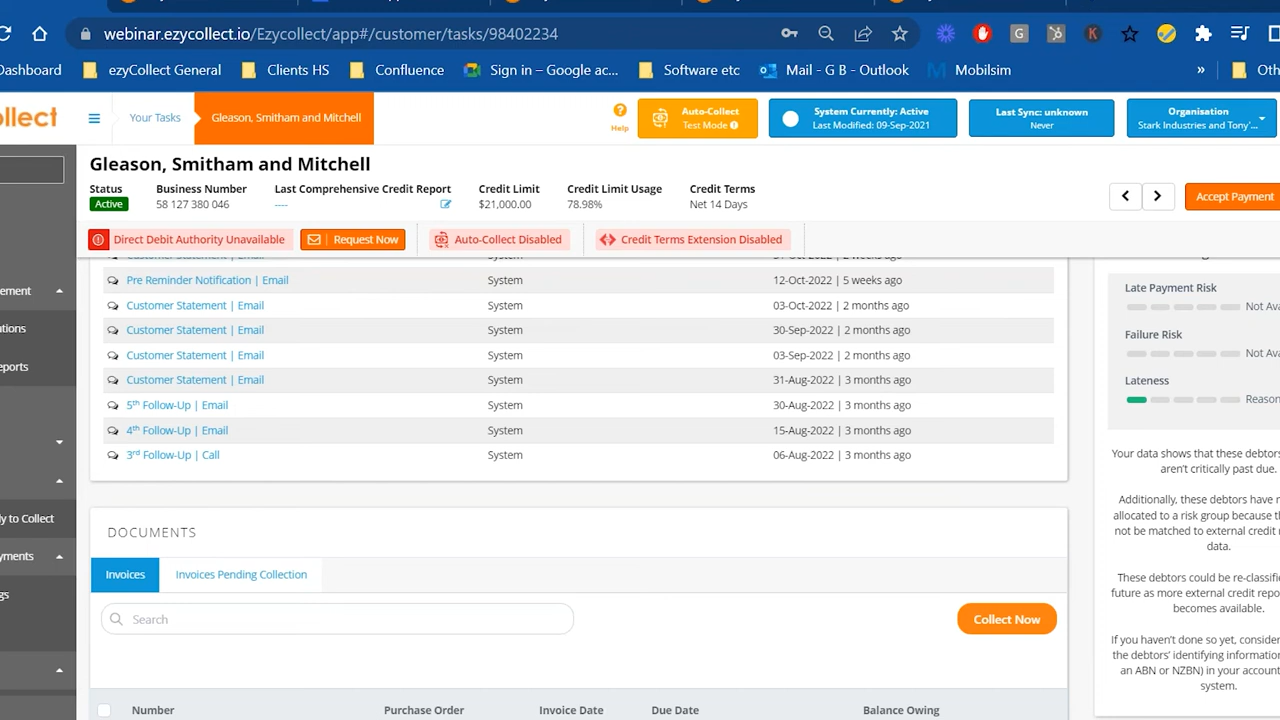 webinar.ezycollect.io/Ezycollect/app#/customer/tasks/98402234
Dashboard
ezyCollect General
Clients HS
Confluence
Sign in – Google ac...
Software etc
Mail - G B - Outlook
Mobilsim
»
Your Tasks
Gleason, Smitham and Mitchell
Help
Auto-Collect
Test Mode
System Currently: Active
Last Modified: 09-Sep-2021
Last Sync: unknown
Never
Organisation
Stark Industries and Tony'...
Gleason, Smitham and Mitchell
Status
Active
Business Number
58 127 380 046
Last Comprehensive Credit Report
----
Credit Limit
$21,000.00
Credit Limit Usage
78.98%
Credit Terms
Net 14 Days
Accept Payment
Direct Debit Authority Unavailable
Request Now
Auto-Collect Disabled
Credit Terms Extension Disabled
Pre Reminder Notification | Email System 12-Oct-2022 | 5 weeks ago
Customer Statement | Email System 03-Oct-2022 | 2 months ago
Customer Statement | Email System 30-Sep-2022 | 2 months ago
Customer Statement | Email System 03-Sep-2022 | 2 months ago
Customer Statement | Email System 31-Aug-2022 | 3 months ago
5th Follow-Up | Email System 30-Aug-2022 | 3 months ago
4th Follow-Up | Email System 15-Aug-2022 | 3 months ago
3rd Follow-Up | Call System 06-Aug-2022 | 3 months ago
DOCUMENTS
Invoices
Invoices Pending Collection
Search
Collect Now
Number Purchase Order Invoice Date Due Date Balance Owing
Late Payment Risk
Not Ava
Failure Risk
Not Ava
Lateness
Reason
Your data shows that these debtors
aren't critically past due.
Additionally, these debtors have n
allocated to a risk group because th
not be matched to external credit r
data.
These debtors could be re-classifie
future as more external credit repo
becomes available.
If you haven't done so yet, consider
the debtors' identifying information
an ABN or NZBN) in your account
system.